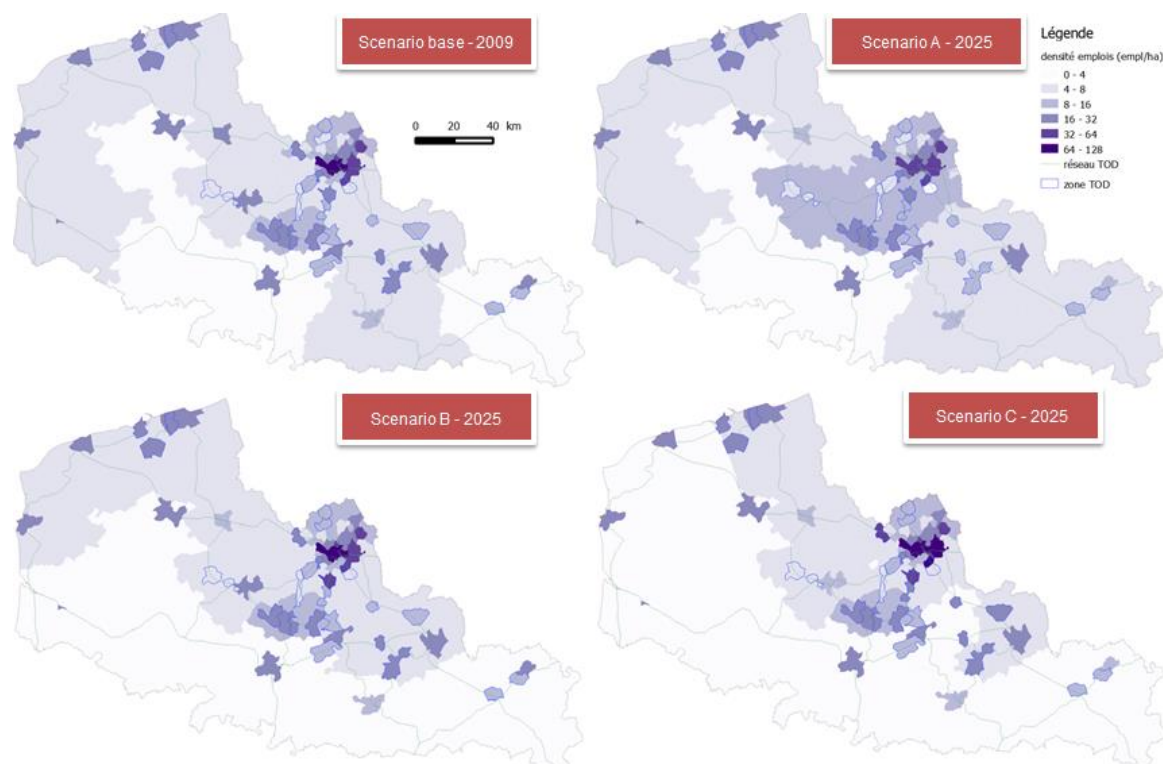 Scenario base - 2009
Scenario A - 2025
Légende
densité emplois (empl/ha)
0 - 4
4 - 8
8 - 16
16 - 32
32 - 64
64 - 128
réseau TOD
zone TOD
0 20 40 km
Scenario B - 2025
Scenario C - 2025